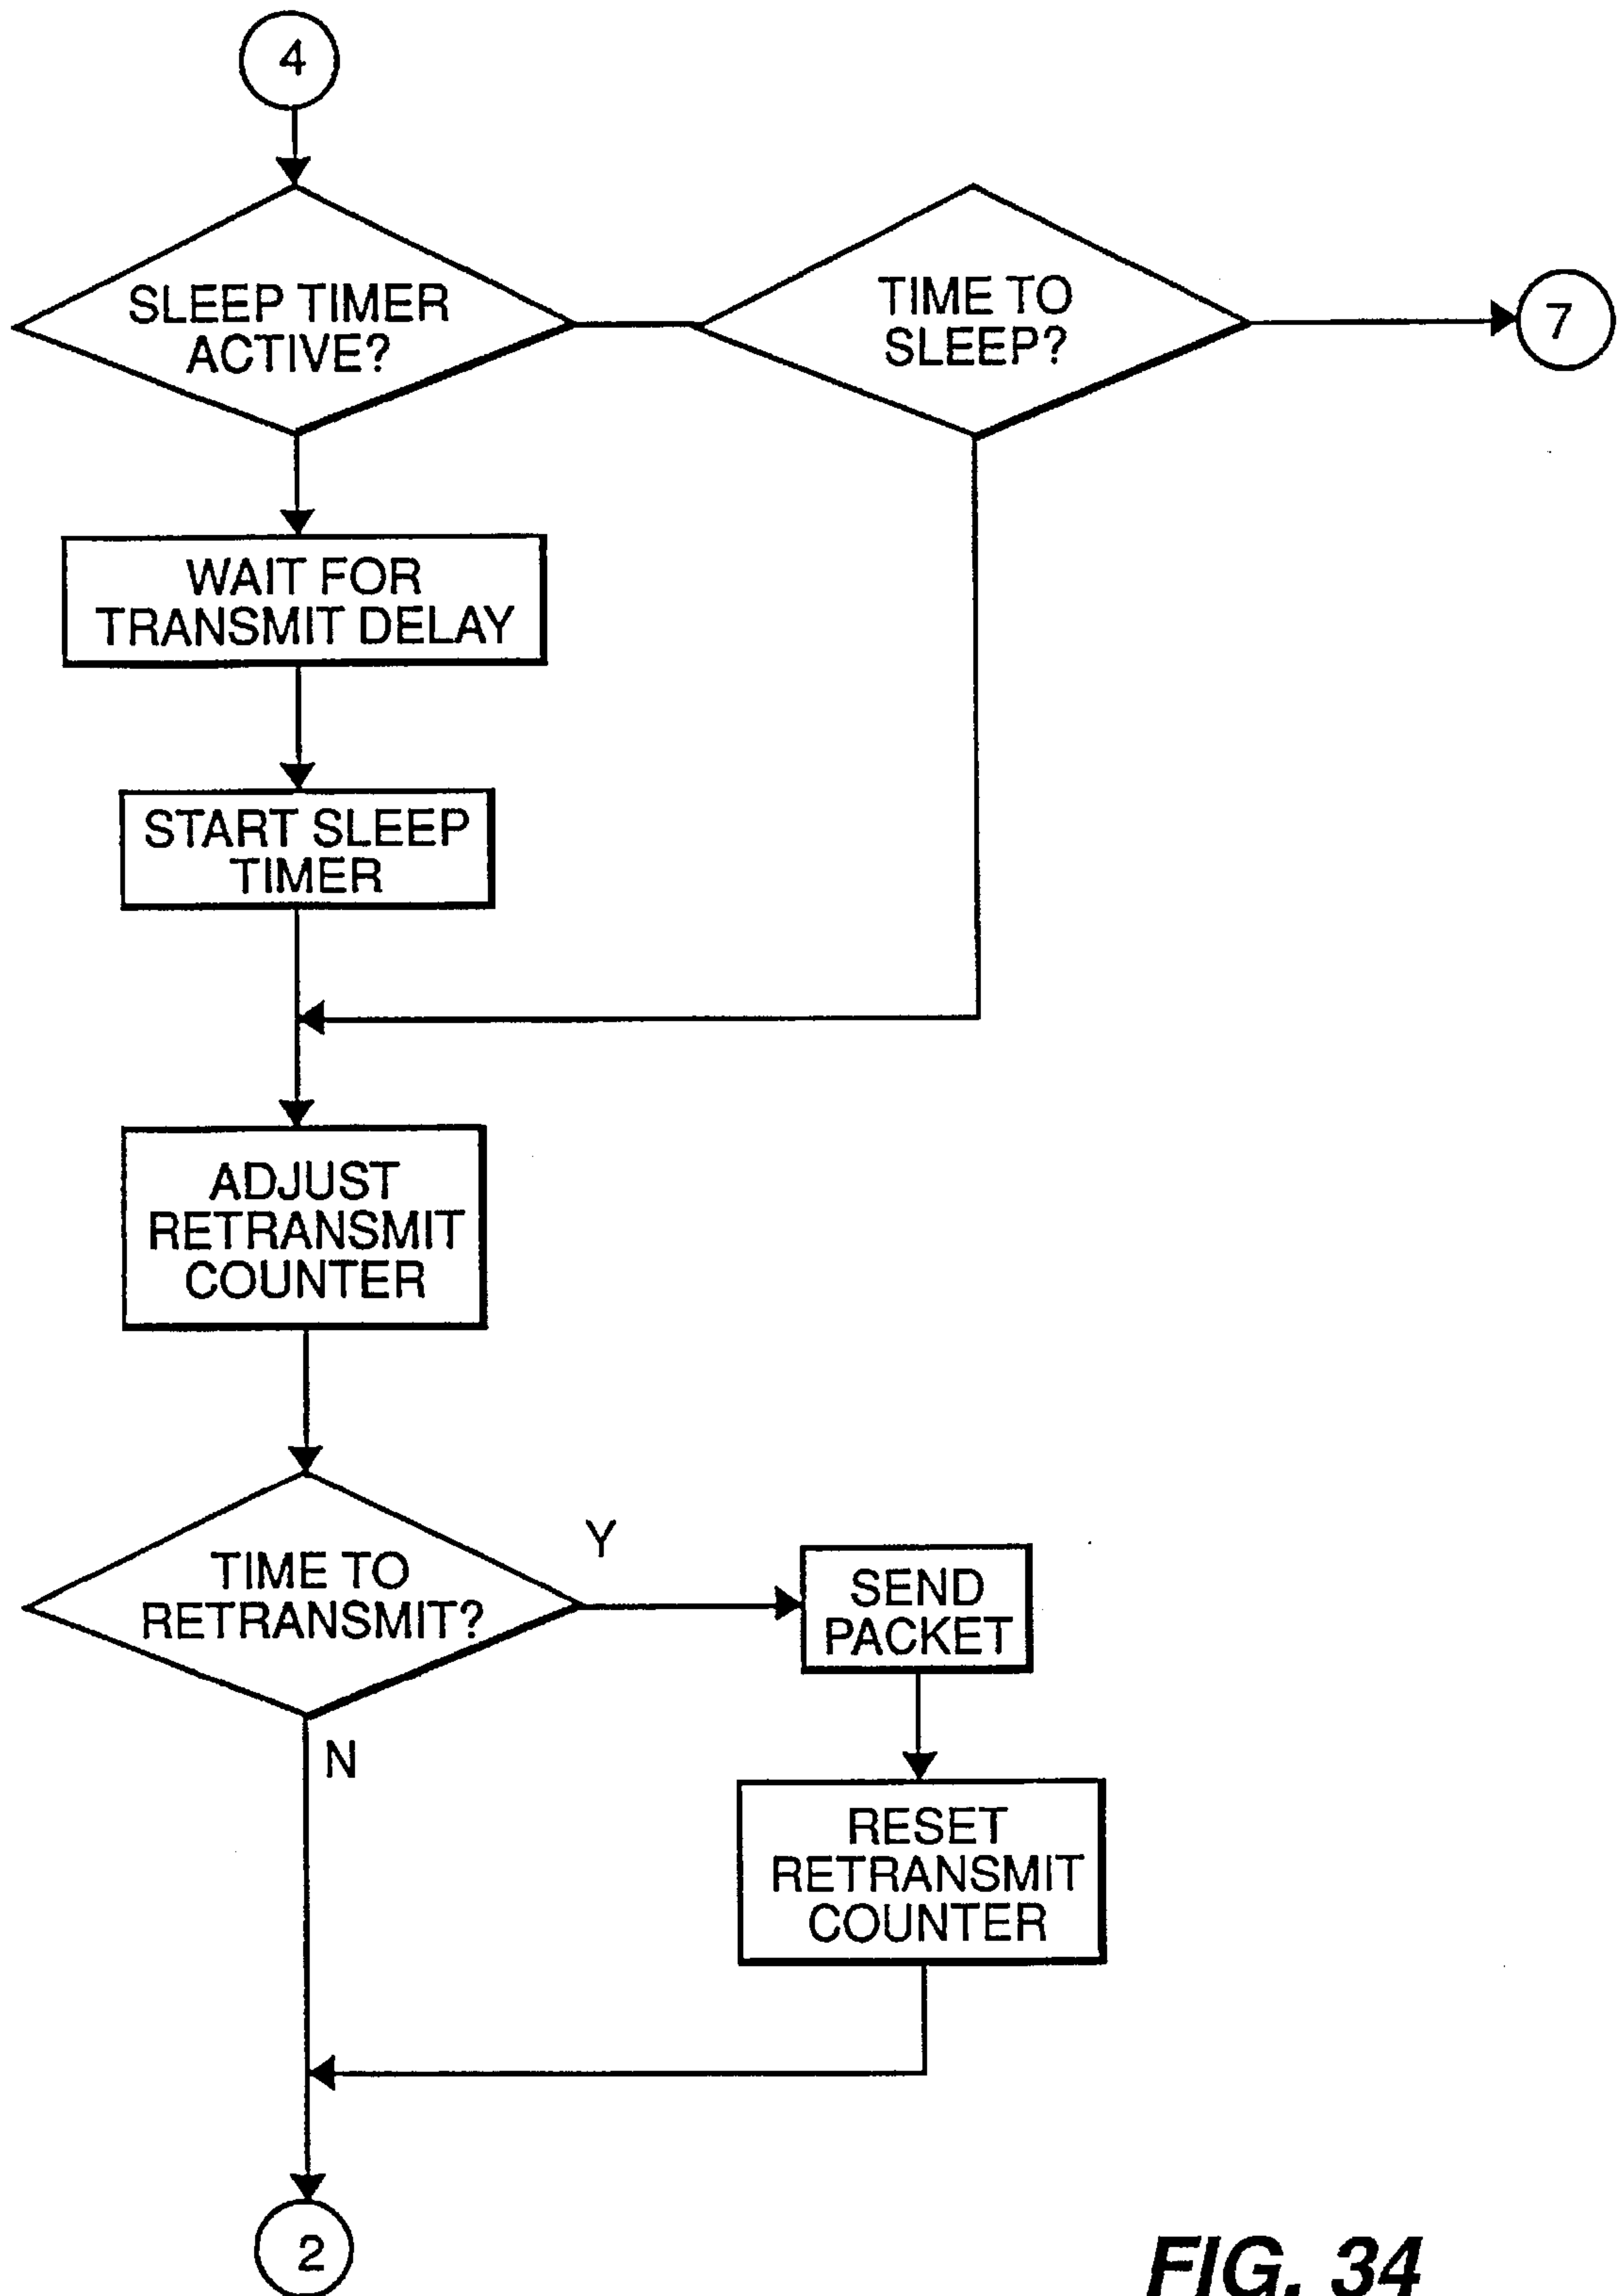 4
SLEEP TIMER
ACTIVE?
TIME TO
SLEEP?
7
WAIT FOR
TRANSMIT DELAY
START SLEEP
TIMER
ADJUST
RETRANSMIT
COUNTER
TIME TO
RETRANSMIT?
Y
SEND
PACKET
N
RESET
RETRANSMIT
COUNTER
2
FIG. 34